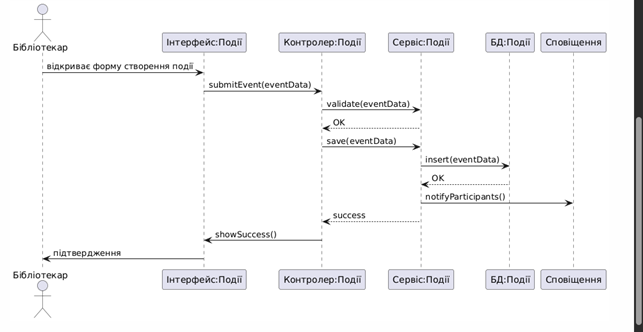 Бібліотекар
Інтерфейс:Події
Контролер:Події
Сервіс:Події
БД:Події
Сповіщення
відкриває форму створення події
submitEvent(eventData)
validate(eventData)
OK
save(eventData)
insert(eventData)
OK
notifyParticipants()
success
showSuccess()
підтвердження
Бібліотекар
Інтерфейс:Події
Контролер:Події
Сервіс:Події
БД:Події
Сповіщення